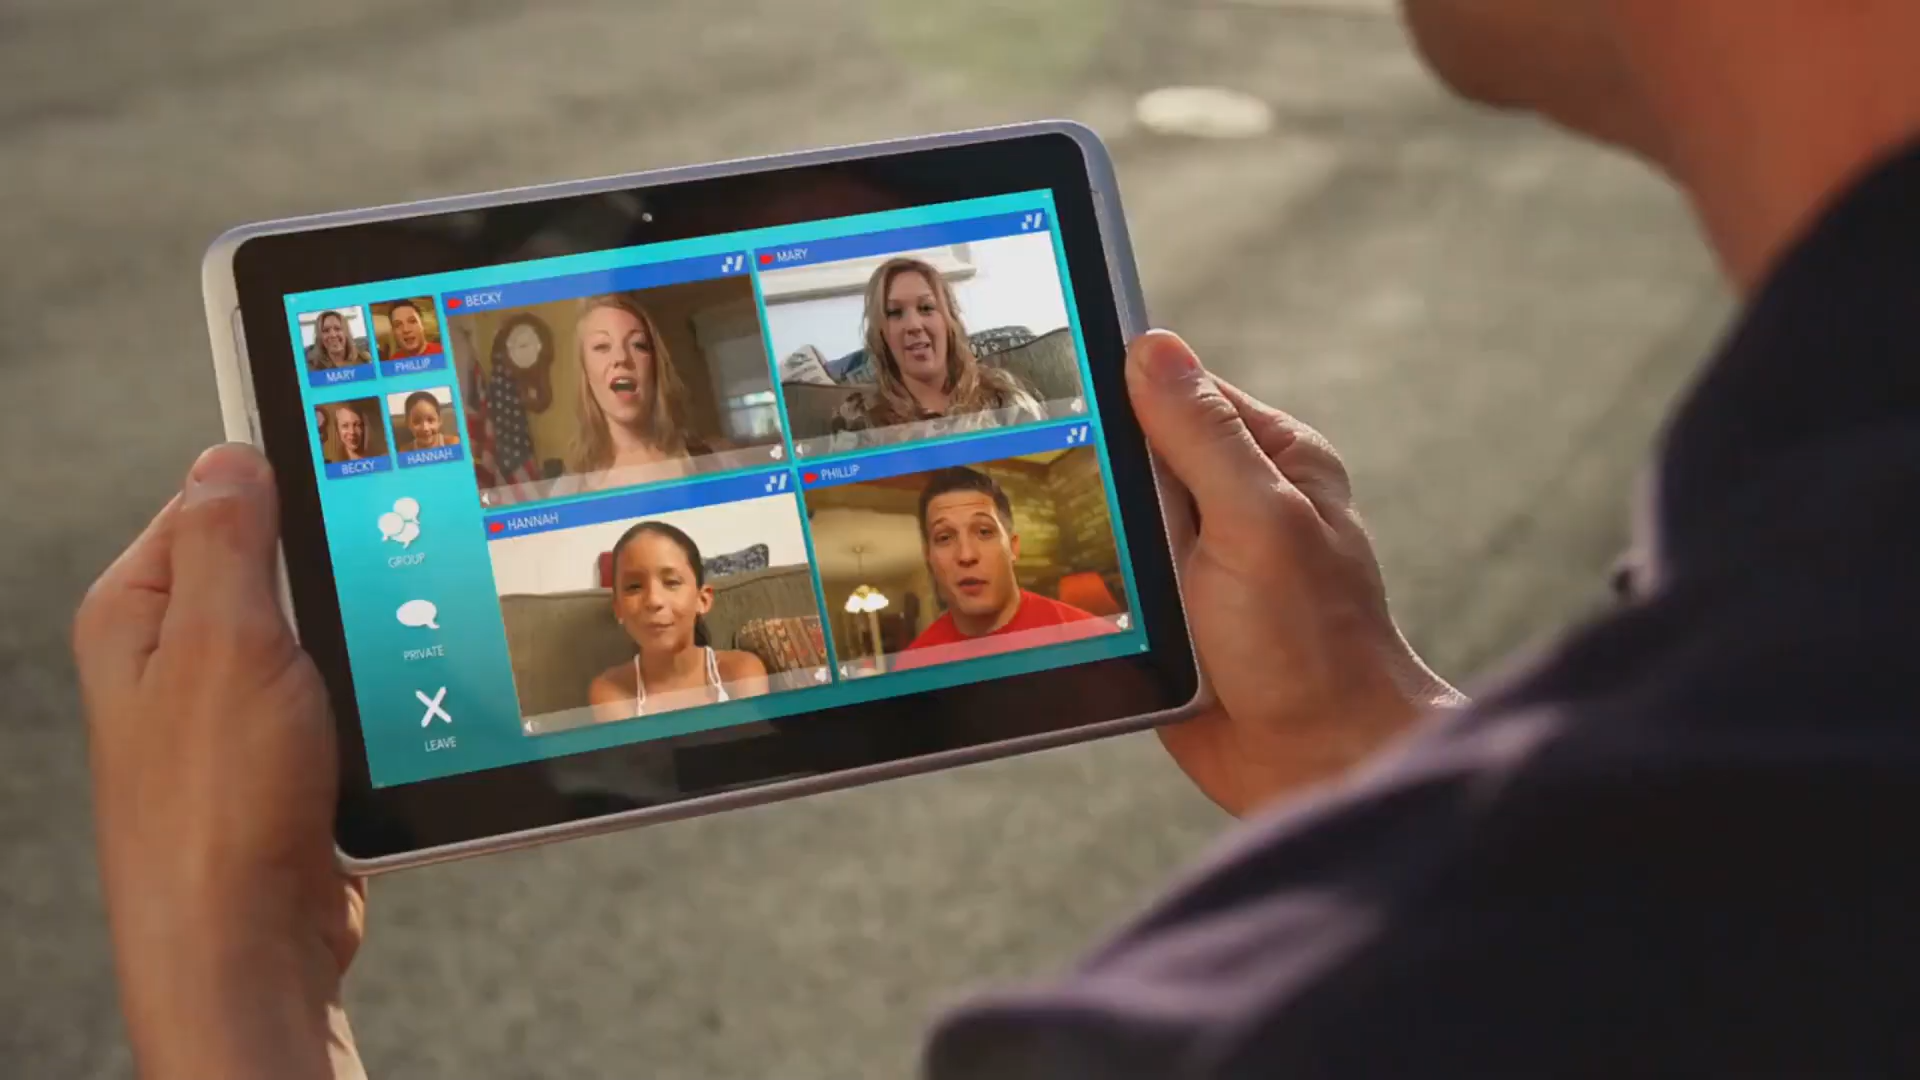 MARY
PHILLIP
BECKY
HANNAH
GROUP
PRIVATE
LEAVE
BECKY
MARY
HANNAH
PHILLIP